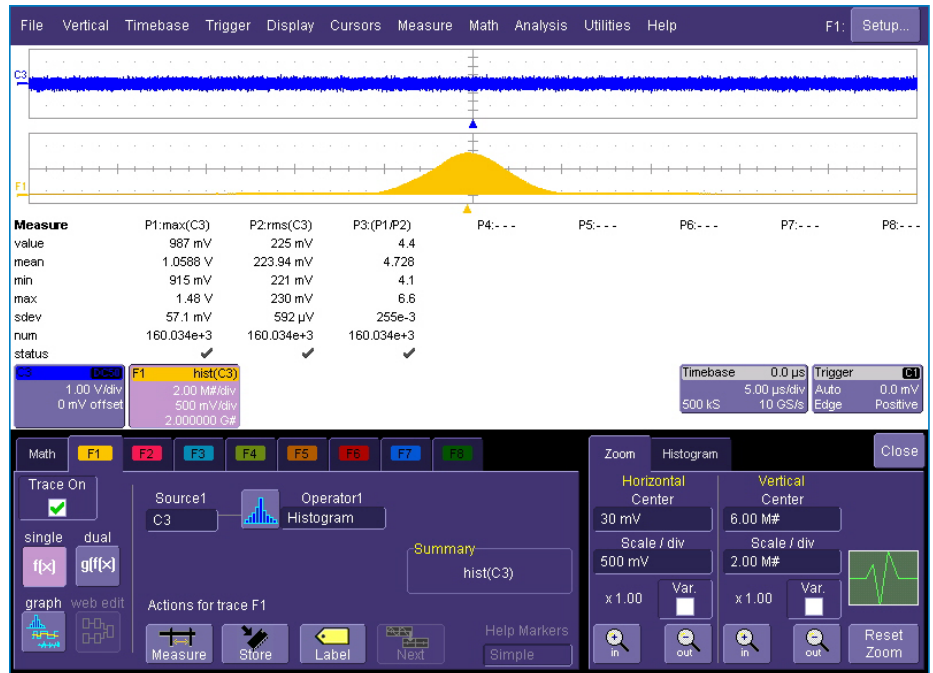 File Vertical Timebase Trigger Display Cursors Measure Math Analysis Utilities Help F1: Setup...
C3
F1
Measure P1:max(C3) P2:rms(C3) P3:(P1/P2) P4:- - - P5:- - - P6:- - - P7:- - - P8:- - -
value 987 mV 225 mV 4.4
mean 1.0588 V 223.94 mV 4.728
min 915 mV 221 mV 4.1
max 1.48 V 230 mV 6.6
sdev 57.1 mV 592 µV 255e-3
num 160.034e+3 160.034e+3 160.034e+3
status
C3 DC50 F1 hist(C3) Timebase 0.0 µs Trigger C1
1.00 V/div 2.00 M#/div 5.00 µs/div Auto 0.0 mV
0 mV offset 500 mV/div 500 kS 10 GS/s Edge Positive
2.000000 G#
Math F1 F2 F3 F4 F5 F6 F7 F8 Zoom Histogram Close
Trace On
Source1
C3
Operator1
Histogram
single dual
f(x) g(f(x)
Summary
hist(C3)
graph web edit
Actions for trace F1
Measure Store Label Next
Help Markers
Simple
Horizontal Vertical
Center Center
30 mV 6.00 M#
Scale / div Scale / div
500 mV 2.00 M#
x 1.00 Var. x 1.00 Var.
in out in out
Reset Zoom